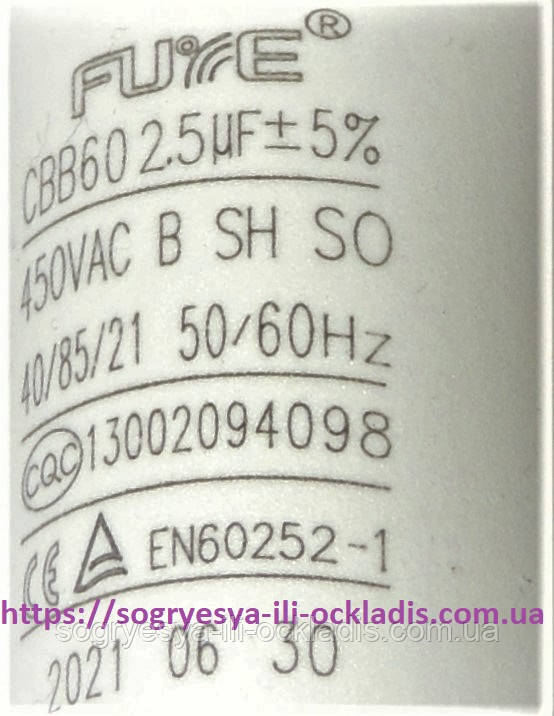 FUYE®
CBB60 2.5µF±5%
450VAC B SH SO
40/85/21 50/60Hz
CQC 13002094098
CE EN60252-1
https://sogryesya-ili-ockladis.com.ua
sogryesya-ili-ockladis.com.ua
2021 06 30